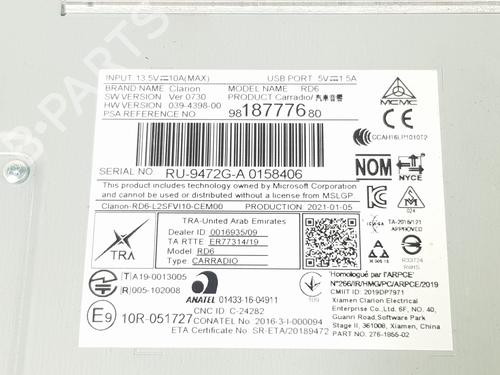 INPUT 13.5V⎓10A(MAX) USB PORT 5V⎓1.5A
BRAND NAME Clarion MODEL NAME RD6
SW VERSION Ver 0730 PRODUCT Carradio/汽車音響
HW VERSION 039-4398-00
PSA REFERENCE NO 9818777680
MCMC
CCAH16LP1010T2
SERIAL NO RU-9472G-A 0158406
NOM
NYCE
This product includes technology owned by Microsoft Corporation
and cannot be used or distributed without a license from MSLGP.
Clarion-RD6-L2SFVI10-CEM00 PRODUCTION 2021-01-05
TRA
TRA-United Arab Emirates
Dealer ID 0016935/09
TA RTTE ER77314/19
Model RD6
Type CARRADIO
TA-2016/121
APPROVED
R33724
RoHS
T A19-0013005
R 005-102008
ANATEL 01433-16-04911
CNC ID C-24282
CONATEL No 2016-3-I-000094
ETA Certificate No SR-ETA/20189472
E9 10R-051727
"Homologué par l'ARPCE"
N°266/IR/HMG/PC/ARPCE/2019
CMIIT ID: 2019DP7971
Xiamen Clarion Electrical
Enterprise Co., Ltd 6F, NO. 40,
Guanri Road,Software Park
Stage II, 361008, Xiamen, China
Part NO. 276-1955-02